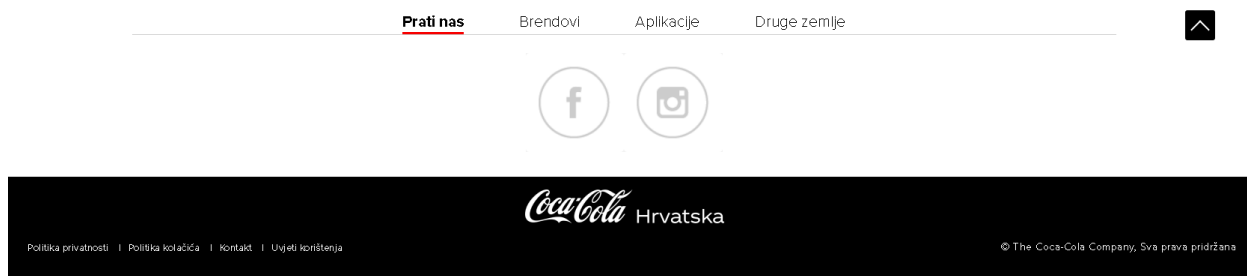 Prati nas Brendovi Aplikacije Druge zemlje
Coca-Cola Hrvatska
Politika privatnosti | Politika kolačića | Kontakt | Uvjeti korištenja
© The Coca-Cola Company, Sva prava pridržana